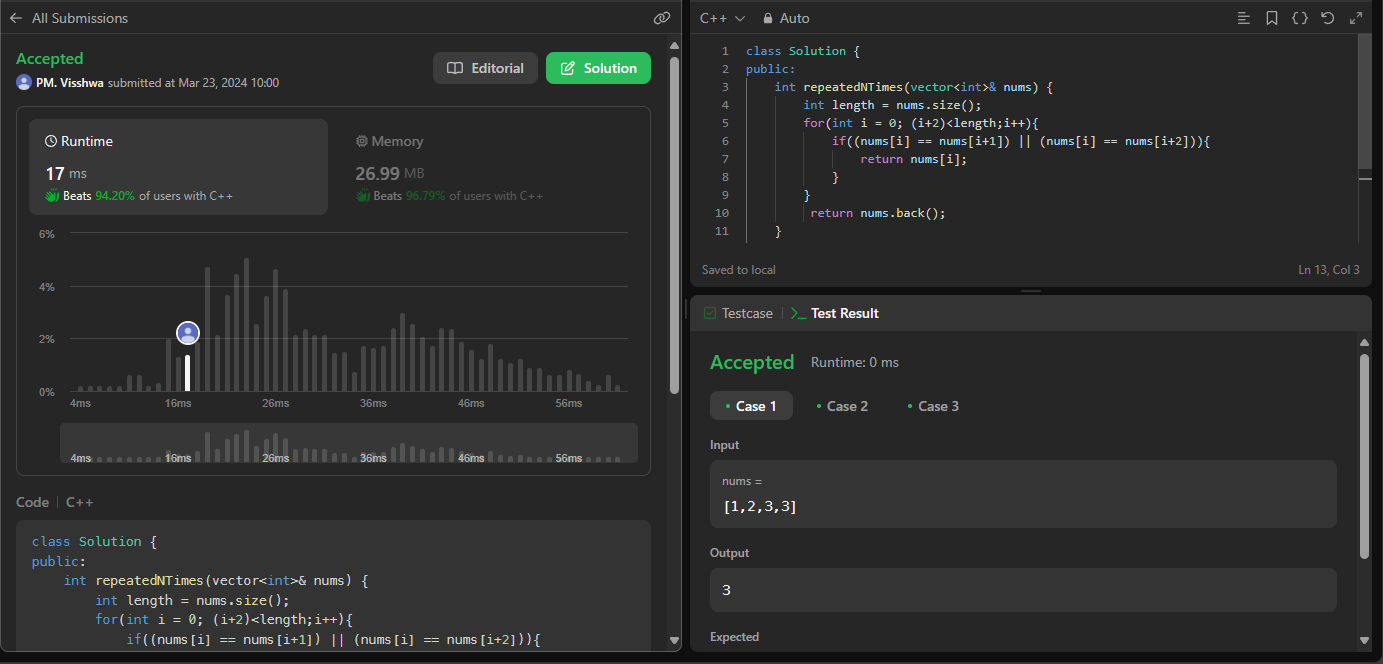 All Submissions
Accepted
PM. Visshwa submitted at Mar 23, 2024 10:00
Editorial
Solution
Runtime
17 ms
Beats 94.20% of users with C++
Memory
26.99 MB
Beats 96.79% of users with C++
6%
4%
2%
0%
4ms 16ms 26ms 36ms 46ms 56ms
4ms 16ms 26ms 36ms 46ms 56ms
Code C++
class Solution {
public:
    int repeatedNTimes(vector<int>& nums) {
        int length = nums.size();
        for(int i = 0; (i+2)<length;i++){
            if((nums[i] == nums[i+1]) || (nums[i] == nums[i+2])){
C++ Auto
1 class Solution {
2 public:
3     int repeatedNTimes(vector<int>& nums) {
4         int length = nums.size();
5         for(int i = 0; (i+2)<length;i++){
6             if((nums[i] == nums[i+1]) || (nums[i] == nums[i+2])){
7                 return nums[i];
8             }
9         }
10          return nums.back();
11     }
Saved to local
Ln 13, Col 3
Testcase
Test Result
Accepted Runtime: 0 ms
Case 1 Case 2 Case 3
Input
nums =
[1,2,3,3]
Output
3
Expected